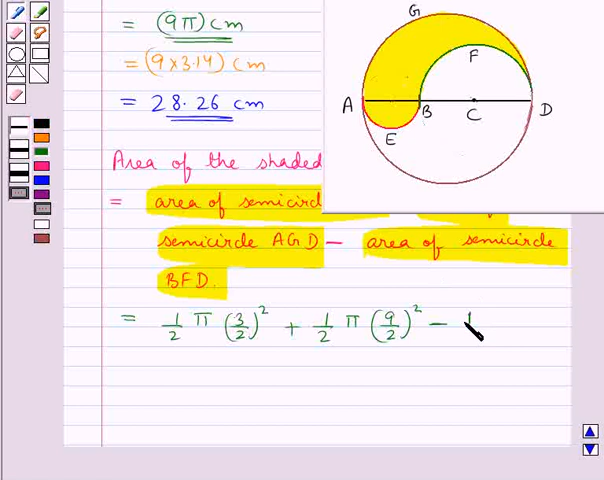 = (9π) cm
= (9 x 3.14) cm
= 28.26 cm
Area of the shaded
= area of
semicircle AGD - area of semicircle
BFD.
= 1/2 π (3/2)² + 1/2 π (9/2)² - 1
G
F
A B C D
E